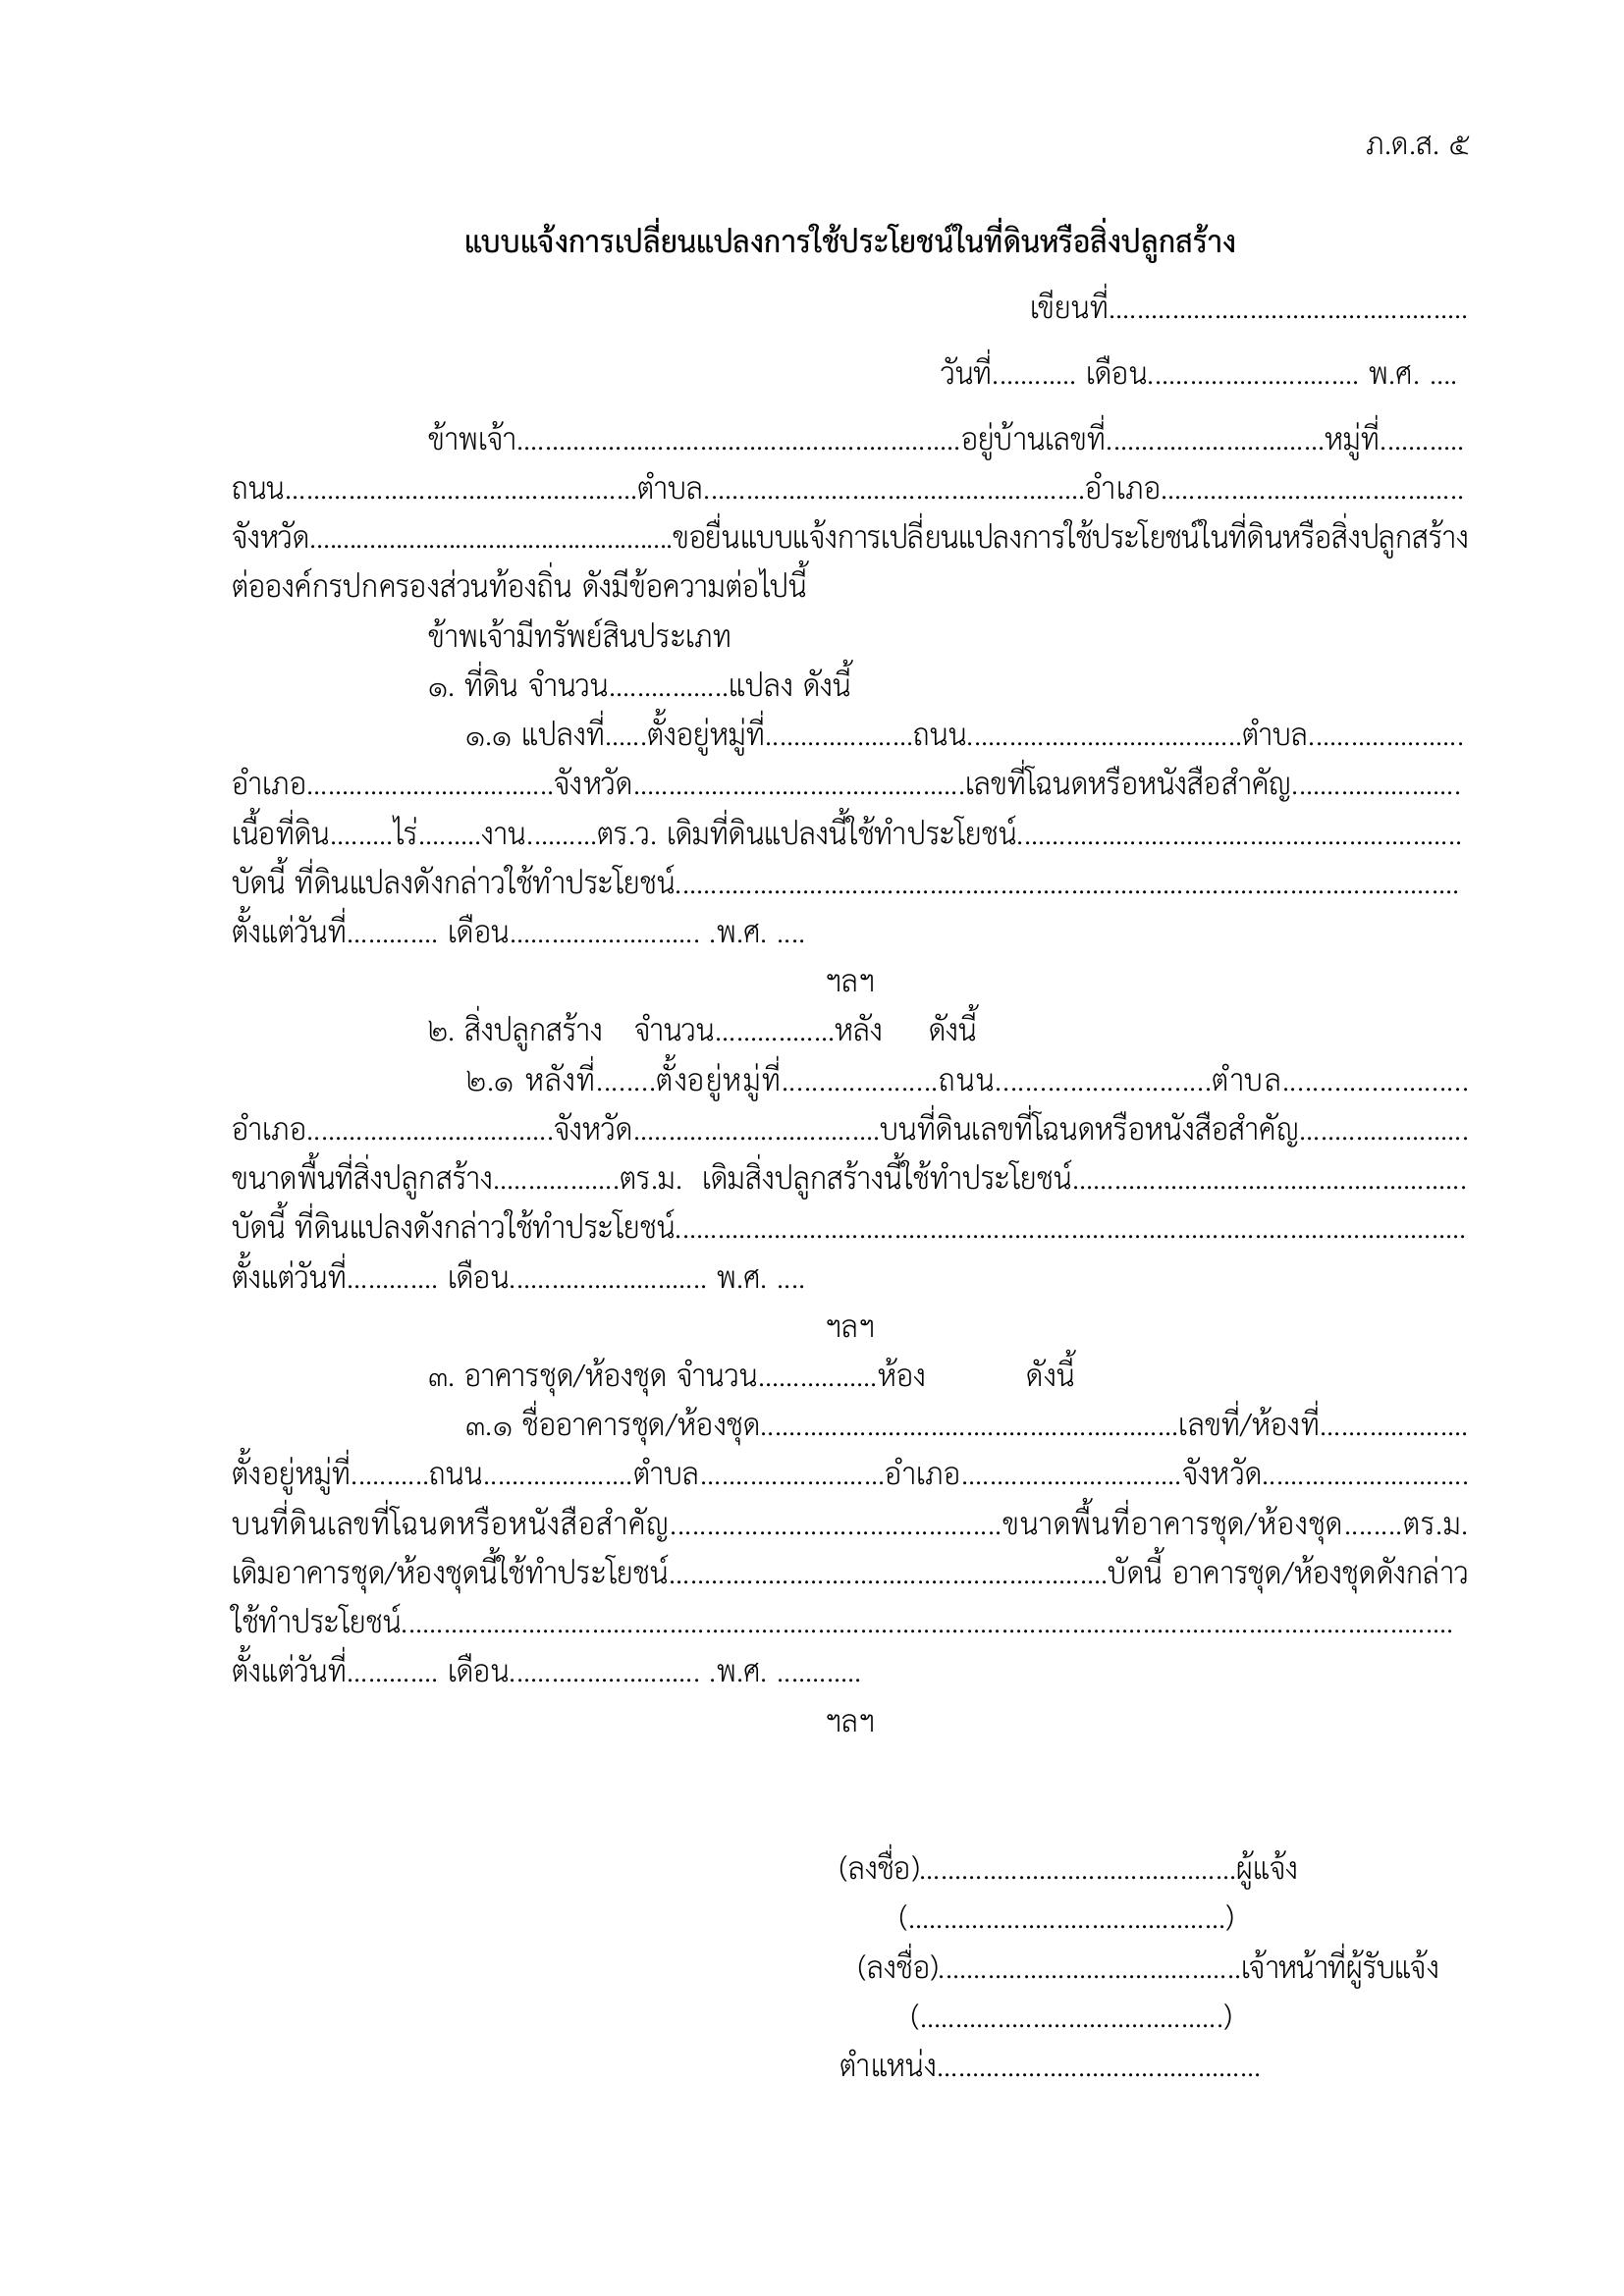 ภ.ด.ส. ๕
แบบแจ้งการเปลี่ยนแปลงการใช้ประโยชน์ในที่ดินหรือสิ่งปลูกสร้าง
เขียนที่...................................................
วันที่............ เดือน.............................. พ.ศ. ....
ข้าพเจ้า...............................................................อยู่บ้านเลขที่...............................หมู่ที่............
ถนน..................................................ตำบล......................................................อำเภอ...........................................
จังหวัด....................................................ขอยื่นแบบแจ้งการเปลี่ยนแปลงการใช้ประโยชน์ในที่ดินหรือสิ่งปลูกสร้าง
ต่อองค์กรปกครองส่วนท้องถิ่น ดังมีข้อความต่อไปนี้
ข้าพเจ้ามีทรัพย์สินประเภท
๑. ที่ดิน จำนวน.................แปลง ดังนี้
๑.๑ แปลงที่......ตั้งอยู่หมู่ที่.....................ถนน.......................................ตำบล......................
อำเภอ...................................จังหวัด...............................................เลขที่โฉนดหรือหนังสือสำคัญ........................
เนื้อที่ดิน.........ไร่.........งาน..........ตร.ว. เดิมที่ดินแปลงนี้ใช้ทำประโยชน์...............................................................
บัดนี้ ที่ดินแปลงดังกล่าวใช้ทำประโยชน์...............................................................................................................
ตั้งแต่วันที่............. เดือน........................... .พ.ศ. ....
ฯลฯ
๒. สิ่งปลูกสร้าง จำนวน.................หลัง ดังนี้
๒.๑ หลังที่........ตั้งอยู่หมู่ที่.....................ถนน.............................ตำบล.........................
อำเภอ...................................จังหวัด...................................บนที่ดินเลขที่โฉนดหรือหนังสือสำคัญ........................
ขนาดพื้นที่สิ่งปลูกสร้าง..................ตร.ม. เดิมสิ่งปลูกสร้างนี้ใช้ทำประโยชน์........................................................
บัดนี้ ที่ดินแปลงดังกล่าวใช้ทำประโยชน์................................................................................................................
ตั้งแต่วันที่............. เดือน............................ พ.ศ. ....
ฯลฯ
๓. อาคารชุด/ห้องชุด จำนวน.................ห้อง ดังนี้
๓.๑ ชื่ออาคารชุด/ห้องชุด...........................................................เลขที่/ห้องที่.....................
ตั้งอยู่หมู่ที่...........ถนน.....................ตำบล..........................อำเภอ...............................จังหวัด.............................
บนที่ดินเลขที่โฉนดหรือหนังสือสำคัญ.............................................ขนาดพื้นที่อาคารชุด/ห้องชุด........ตร.ม.
เดิมอาคารชุด/ห้องชุดนี้ใช้ทำประโยชน์..............................................................บัดนี้ อาคารชุด/ห้องชุดดังกล่าว
ใช้ทำประโยชน์.....................................................................................................................................................
ตั้งแต่วันที่............. เดือน........................... .พ.ศ. ............
ฯลฯ
(ลงชื่อ).............................................ผู้แจ้ง
(.............................................)
(ลงชื่อ)...........................................เจ้าหน้าที่ผู้รับแจ้ง
(...........................................)
ตำแหน่ง..............................................